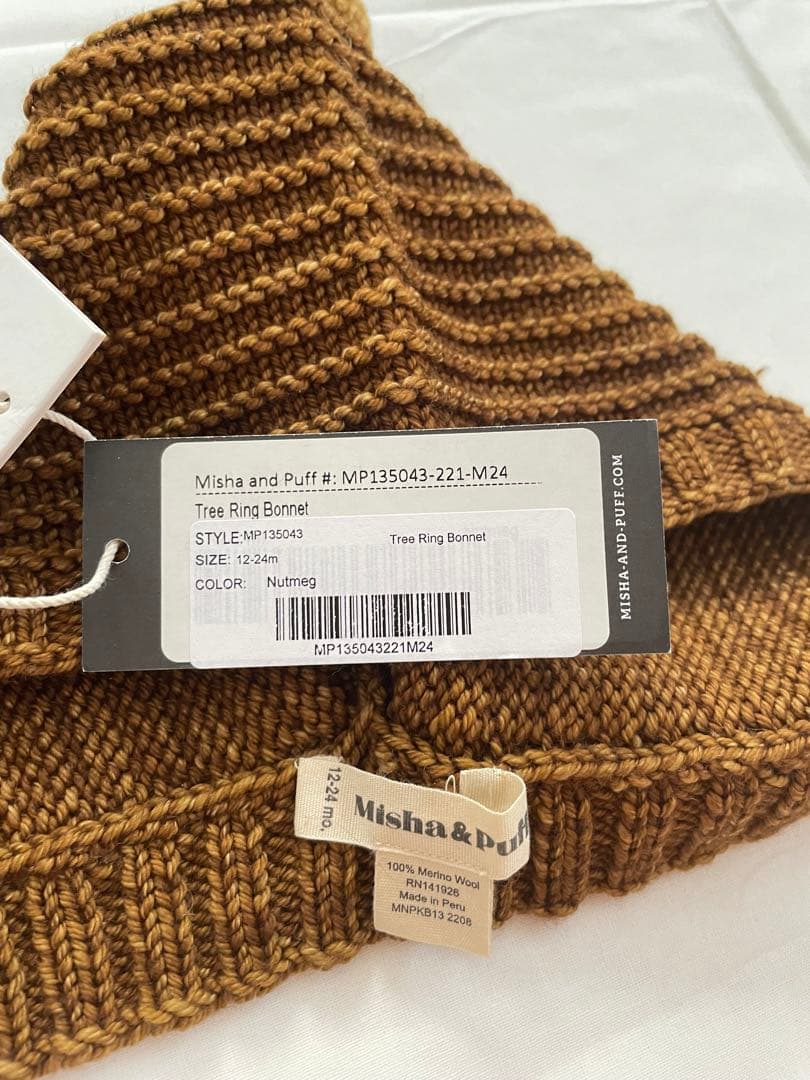 Misha and Puff #: MP135043-221-M24
Tree Ring Bonnet
STYLE:MP135043 Tree Ring Bonnet
SIZE: 12-24m
COLOR: Nutmeg
MP135043221M24
MISHA-AND-PUFF.COM
12-24 mo.
Misha & Puff
100% Merino Wool
RN141926
Made in Peru
MNPKB13 2208